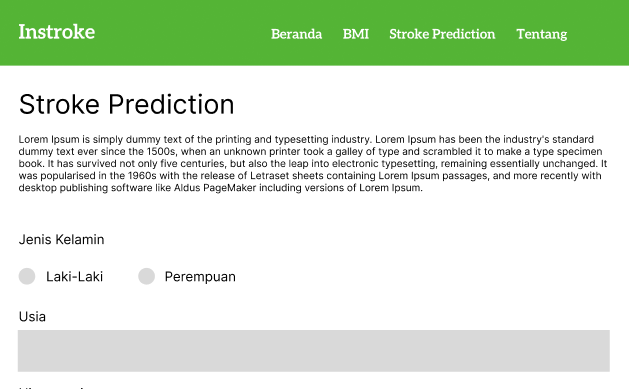 Instroke
Beranda BMI Stroke Prediction Tentang
Stroke Prediction
Lorem Ipsum is simply dummy text of the printing and typesetting industry. Lorem Ipsum has been the industry's standard
dummy text ever since the 1500s, when an unknown printer took a galley of type and scrambled it to make a type specimen
book. It has survived not only five centuries, but also the leap into electronic typesetting, remaining essentially unchanged. It
was popularised in the 1960s with the release of Letraset sheets containing Lorem Ipsum passages, and more recently with
desktop publishing software like Aldus PageMaker including versions of Lorem Ipsum.
Jenis Kelamin
Laki-Laki Perempuan
Usia